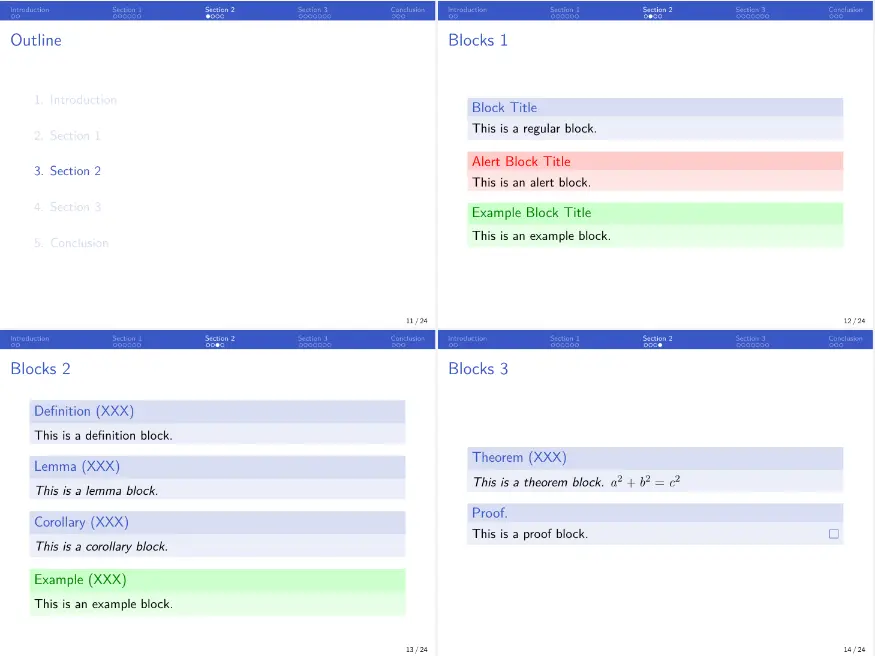 Introduction Section 1 Section 2 Section 3 Conclusion
Outline
1. Introduction
2. Section 1
3. Section 2
4. Section 3
5. Conclusion
11 / 24
Introduction Section 1 Section 2 Section 3 Conclusion
Blocks 1
Block Title
This is a regular block.
Alert Block Title
This is an alert block.
Example Block Title
This is an example block.
12 / 24
Introduction Section 1 Section 2 Section 3 Conclusion
Blocks 2
Definition (XXX)
This is a definition block.
Lemma (XXX)
This is a lemma block.
Corollary (XXX)
This is a corollary block.
Example (XXX)
This is an example block.
13 / 24
Introduction Section 1 Section 2 Section 3 Conclusion
Blocks 3
Theorem (XXX)
This is a theorem block. a² + b² = c²
Proof.
This is a proof block. □
14 / 24